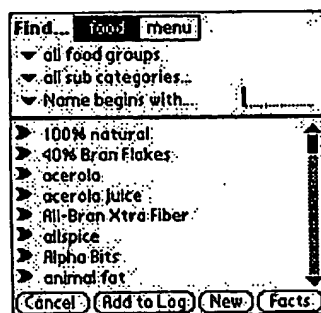 Find... food menu
all food groups
all sub categories...
Name begins with...
100% natural
40% Bran Flakes
acerola
acerola juice
All-Bran Xtra Fiber
allspice
Alpha Bits
animal fat
Cancel Add to Log New Facts